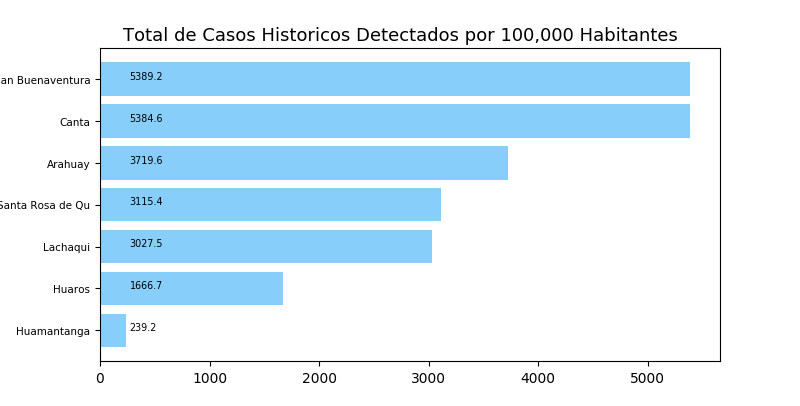 Total de Casos Historicos Detectados por 100,000 Habitantes
an Buenaventura 5389.2
Canta 5384.6
Arahuay 3719.6
Santa Rosa de Qu 3115.4
Lachaqui 3027.5
Huaros 1666.7
Huamantanga 239.2
0 1000 2000 3000 4000 5000